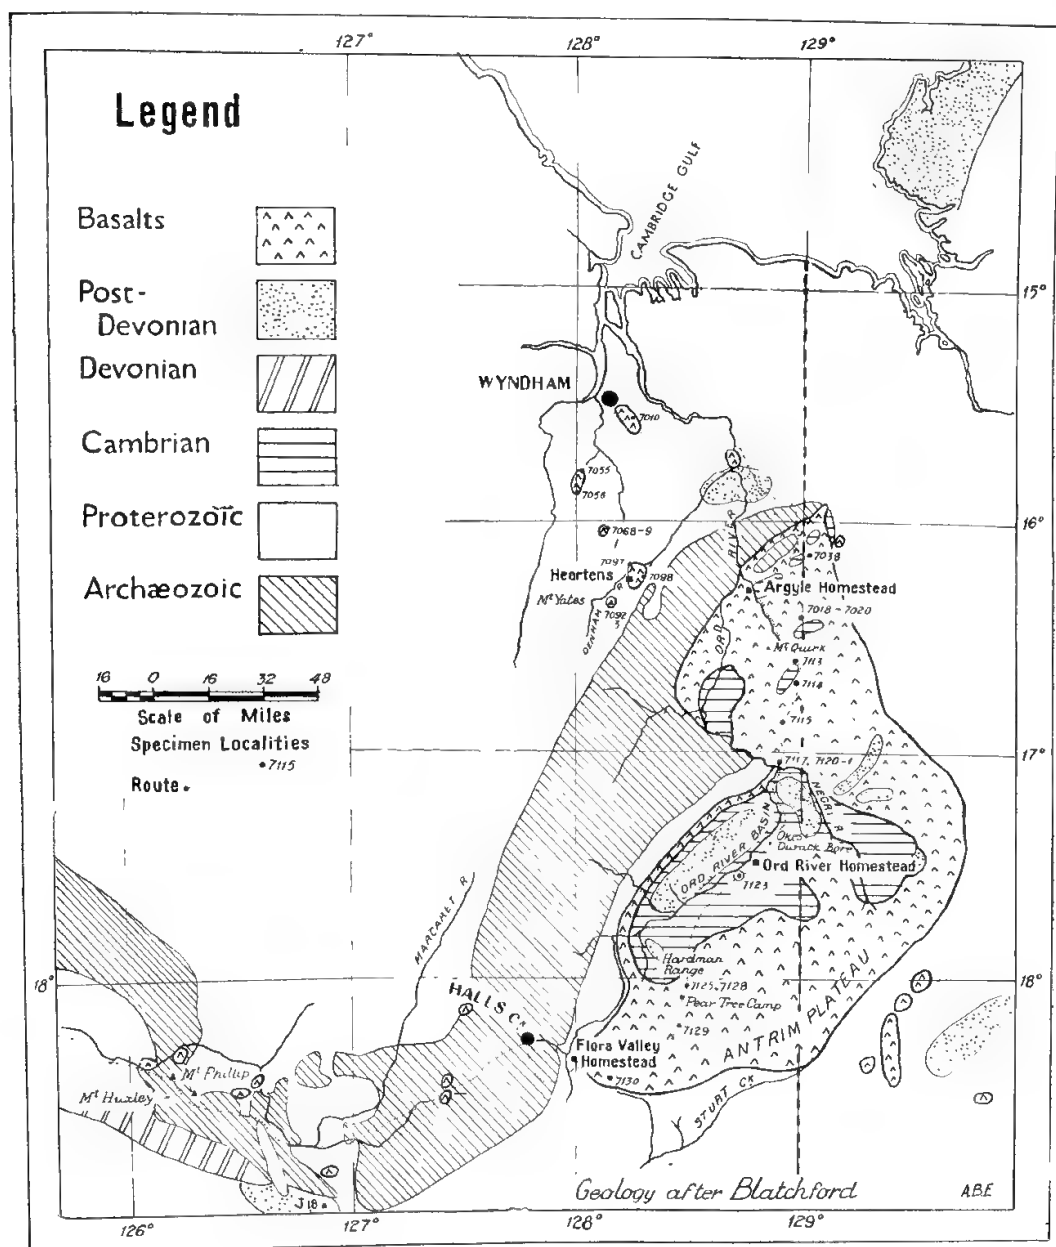 127°
128°
129°
Legend
Basalts
Post-
Devonian
Devonian
Cambrian
Proterozoïc
Archæozoic
16 0 16 32 48
Scale of Miles
Specimen Localities
7115
Route
CAMBRIDGE GULF
15°
WYNDHAM
7010
7055
7056
16°
7068-9
7097
Heartens
7098
Mt Yates
7092
3
DENHAM R
ORD
RIVER
7038
Argyle Homestead
7018-7020
Mt Quirk
7113
7114
7115
17°
7117, 7120-1
NEGRI R
ORD RIVER BASIN
Okes-
Durack Bore
Ord River Homestead
7123
MARGARET R
Hardman
Range
18°
18°
7125, 7128
Pear Tree Camp
HALLS CK
7129
ANTRIM PLATEAU
Flora Valley
Homestead
7130
STURT CK
Mt Phillip
Mt Huxley
J18
Geology after Blatchford
A.B.E
126°
127°
128°
129°